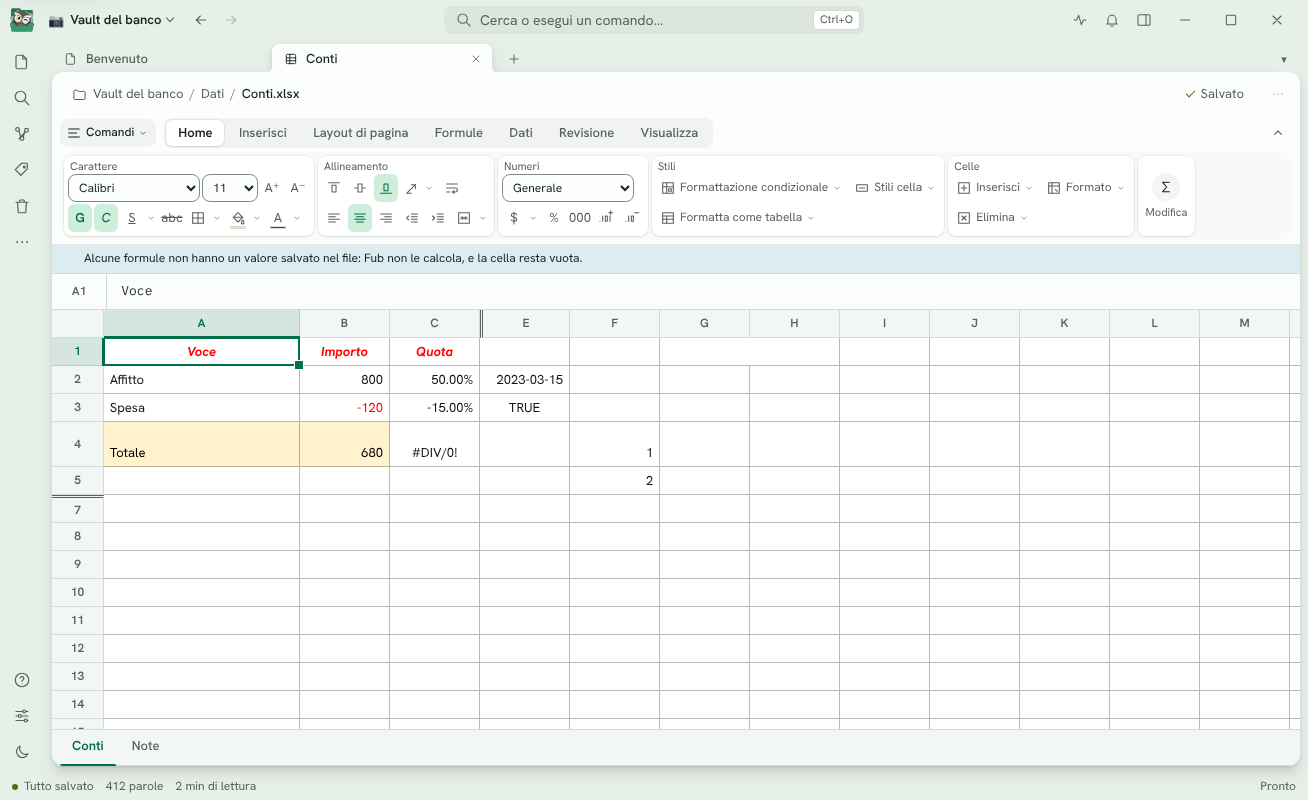 Vault del banco
Cerca o esegui un comando...
Ctrl+O
Benvenuto
Conti
Vault del banco / Dati / Conti.xlsx
Salvato
Comandi
Home
Inserisci
Layout di pagina
Formule
Dati
Revisione
Visualizza
Carattere
Calibri
11
A+
A−
G
C
S
abc
A
Allineamento
Numeri
Generale
$
%
000
Stili
Formattazione condizionale
Stili cella
Formatta come tabella
Celle
Inserisci
Formato
Elimina
Σ
Modifica
Alcune formule non hanno un valore salvato nel file: Fub non le calcola, e la cella resta vuota.
A1 Voce
A B C E F G H I J K L M
1 Voce Importo Quota
2 Affitto 800 50.00% 2023-03-15
3 Spesa -120 -15.00% TRUE
4 Totale 680 #DIV/0! 1
5 2
7
8
9
10
11
12
13
14
Conti
Note
Tutto salvato
412 parole
2 min di lettura
Pronto